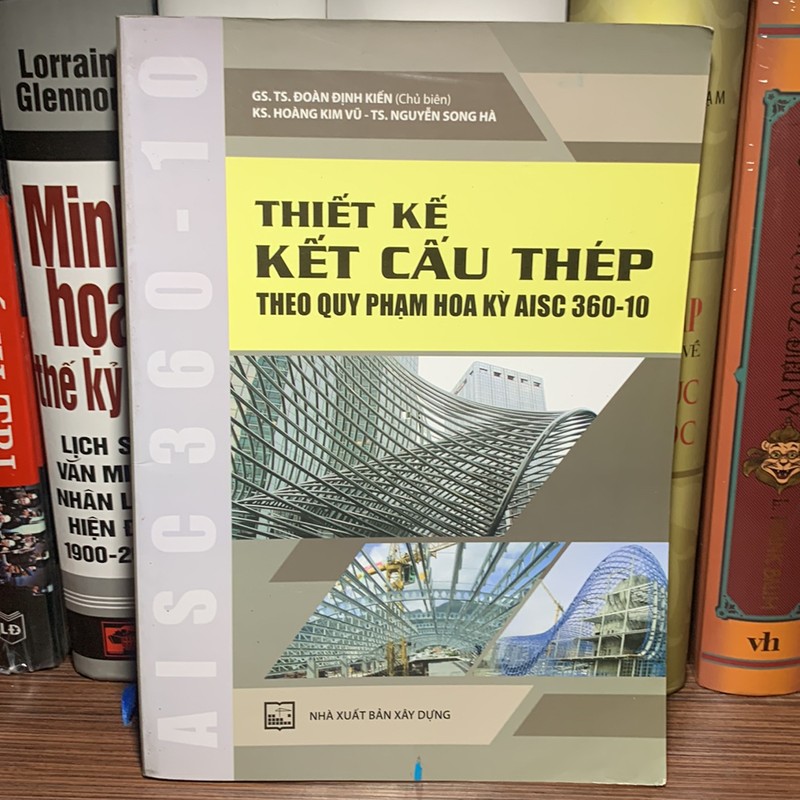 GS. TS. ĐOÀN ĐỊNH KIẾN (Chủ biên)
KS. HOÀNG KIM VŨ - TS. NGUYỄN SONG HÀ
THIẾT KẾ
KẾT CẤU THÉP
THEO QUY PHẠM HOA KỲ AISC 360-10
NHÀ XUẤT BẢN XÂY DỰNG
AISC 360-10
Lorrain
Glenno
thế kỷ
LỊCH S
VĂN MI
NHÂN L
HIỆN Đ
1900-2
LĐ
VỀ
vh